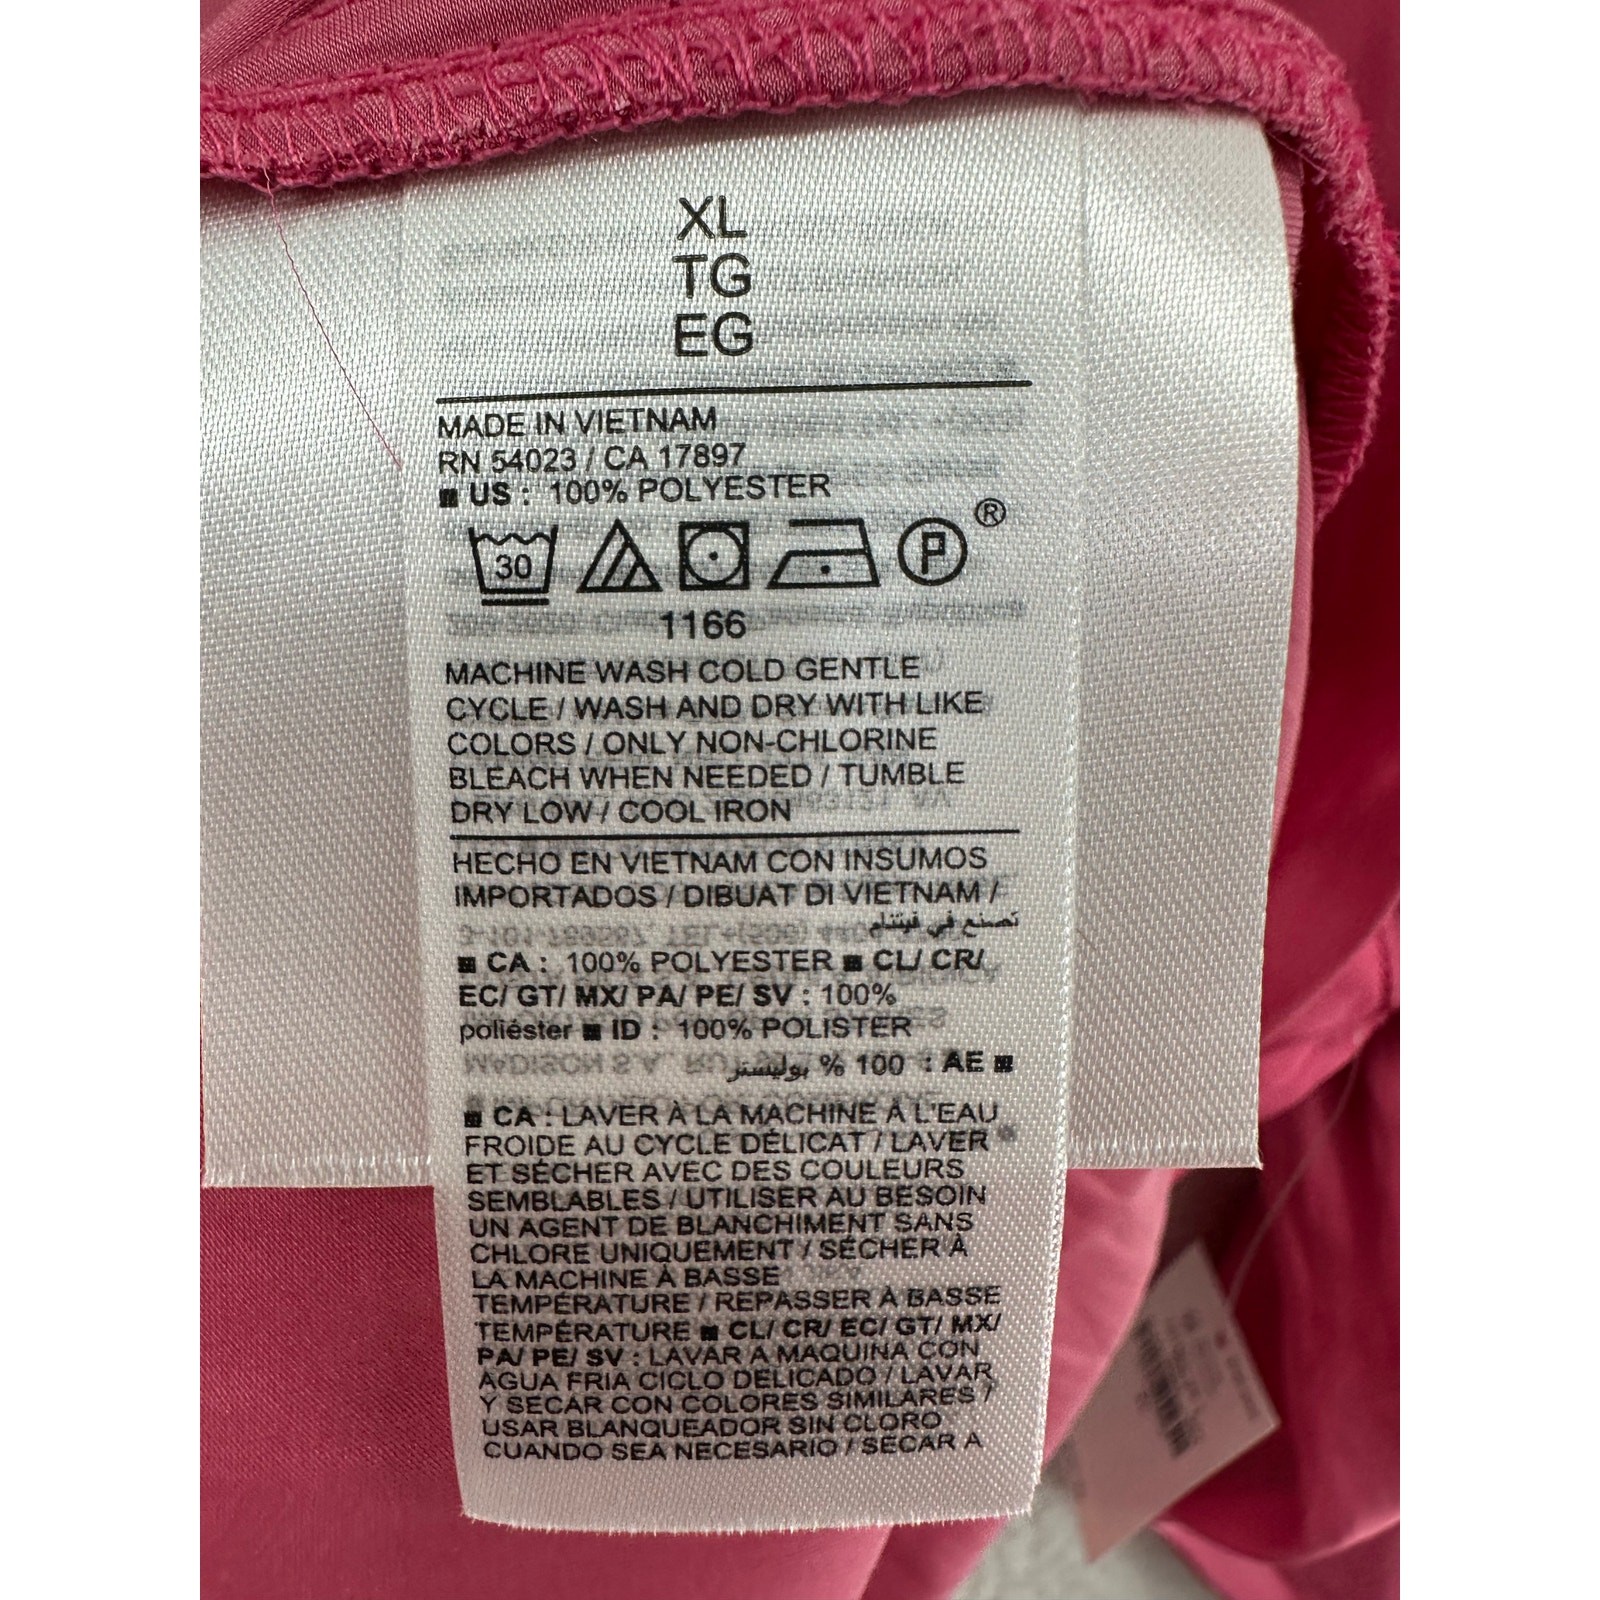 XL
TG
EG
MADE IN VIETNAM
RN 54023 / CA 17897
■ US : 100% POLYESTER
30 P ®
1166
MACHINE WASH COLD GENTLE
CYCLE / WASH AND DRY WITH LIKE
COLORS / ONLY NON-CHLORINE
BLEACH WHEN NEEDED / TUMBLE
DRY LOW / COOL IRON
HECHO EN VIETNAM CON INSUMOS
IMPORTADOS / DIBUAT DI VIETNAM /
تصنع في فيتنام
■ CA : 100% POLYESTER ■ CL/ CR/
EC/ GT/ MX/ PA/ PE/ SV : 100%
poliéster ■ ID : 100% POLISTER
■ AE : 100 % بوليستر
■ CA : LAVER À LA MACHINE À L'EAU
FROIDE AU CYCLE DÉLICAT / LAVER
ET SÉCHER AVEC DES COULEURS
SEMBLABLES / UTILISER AU BESOIN
UN AGENT DE BLANCHIMENT SANS
CHLORE UNIQUEMENT / SÉCHER À
LA MACHINE À BASSE
TEMPÉRATURE / REPASSER À BASSE
TEMPÉRATURE ■ CL/ CR/ EC/ GT/ MX/
PA/ PE/ SV : LAVAR A MAQUINA CON
AGUA FRIA CICLO DELICADO / LAVAR
Y SECAR CON COLORES SIMILARES /
USAR BLANQUEADOR SIN CLORO
CUANDO SEA NECESARIO / SECAR A